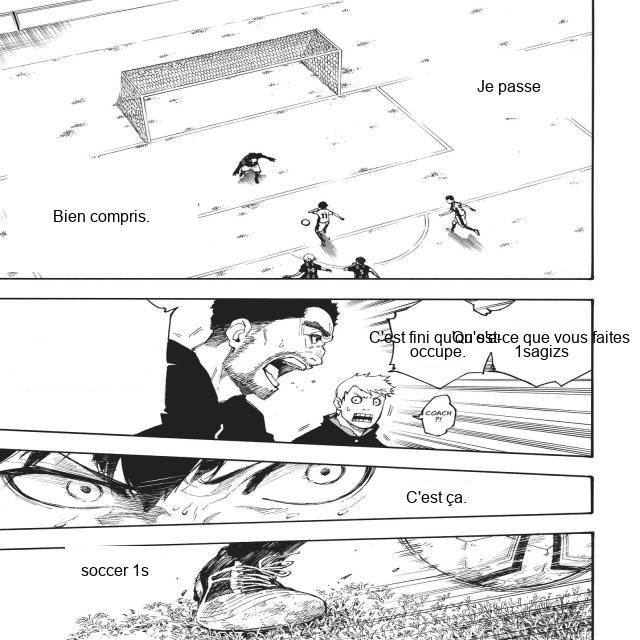 Je passe
Bien compris.
C'est fini qu'on s'en
occupe.
Qu'est-ce que vous faites
1sagizs
COACH
?!
C'est ça.
soccer 1s
11